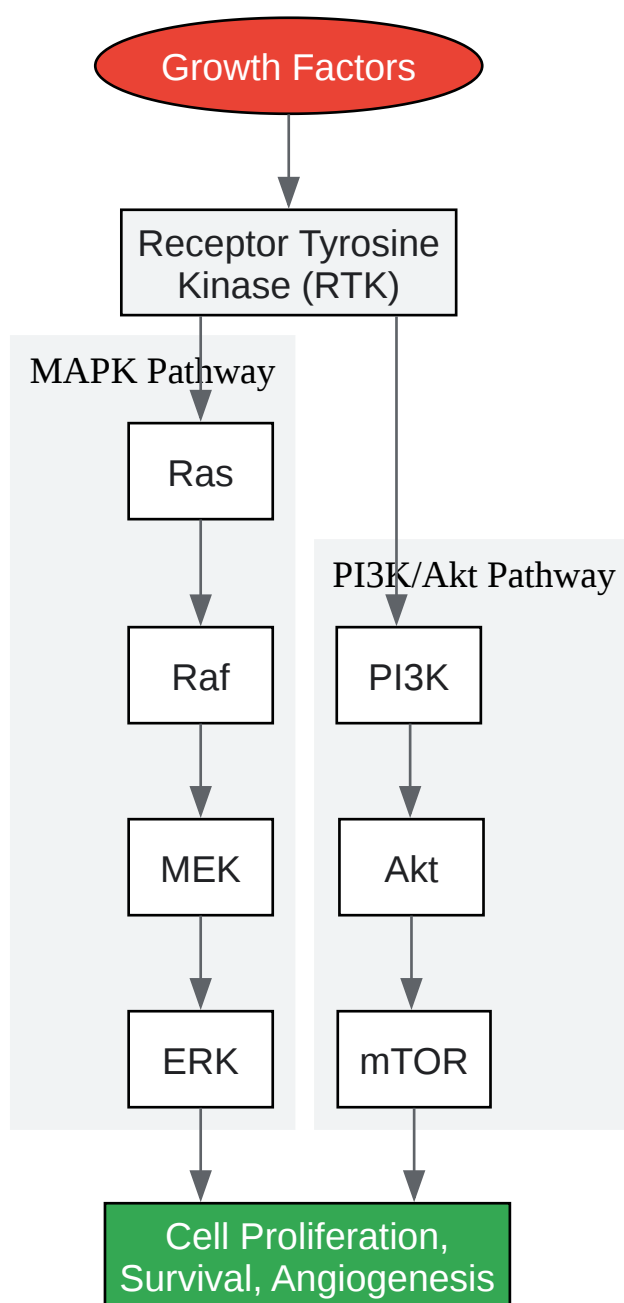 Growth Factors
Receptor Tyrosine
Kinase (RTK)
MAPK Pathway
Ras
PI3K/Akt Pathway
Raf
PI3K
MEK
Akt
ERK
mTOR
Cell Proliferation,
Survival, Angiogenesis